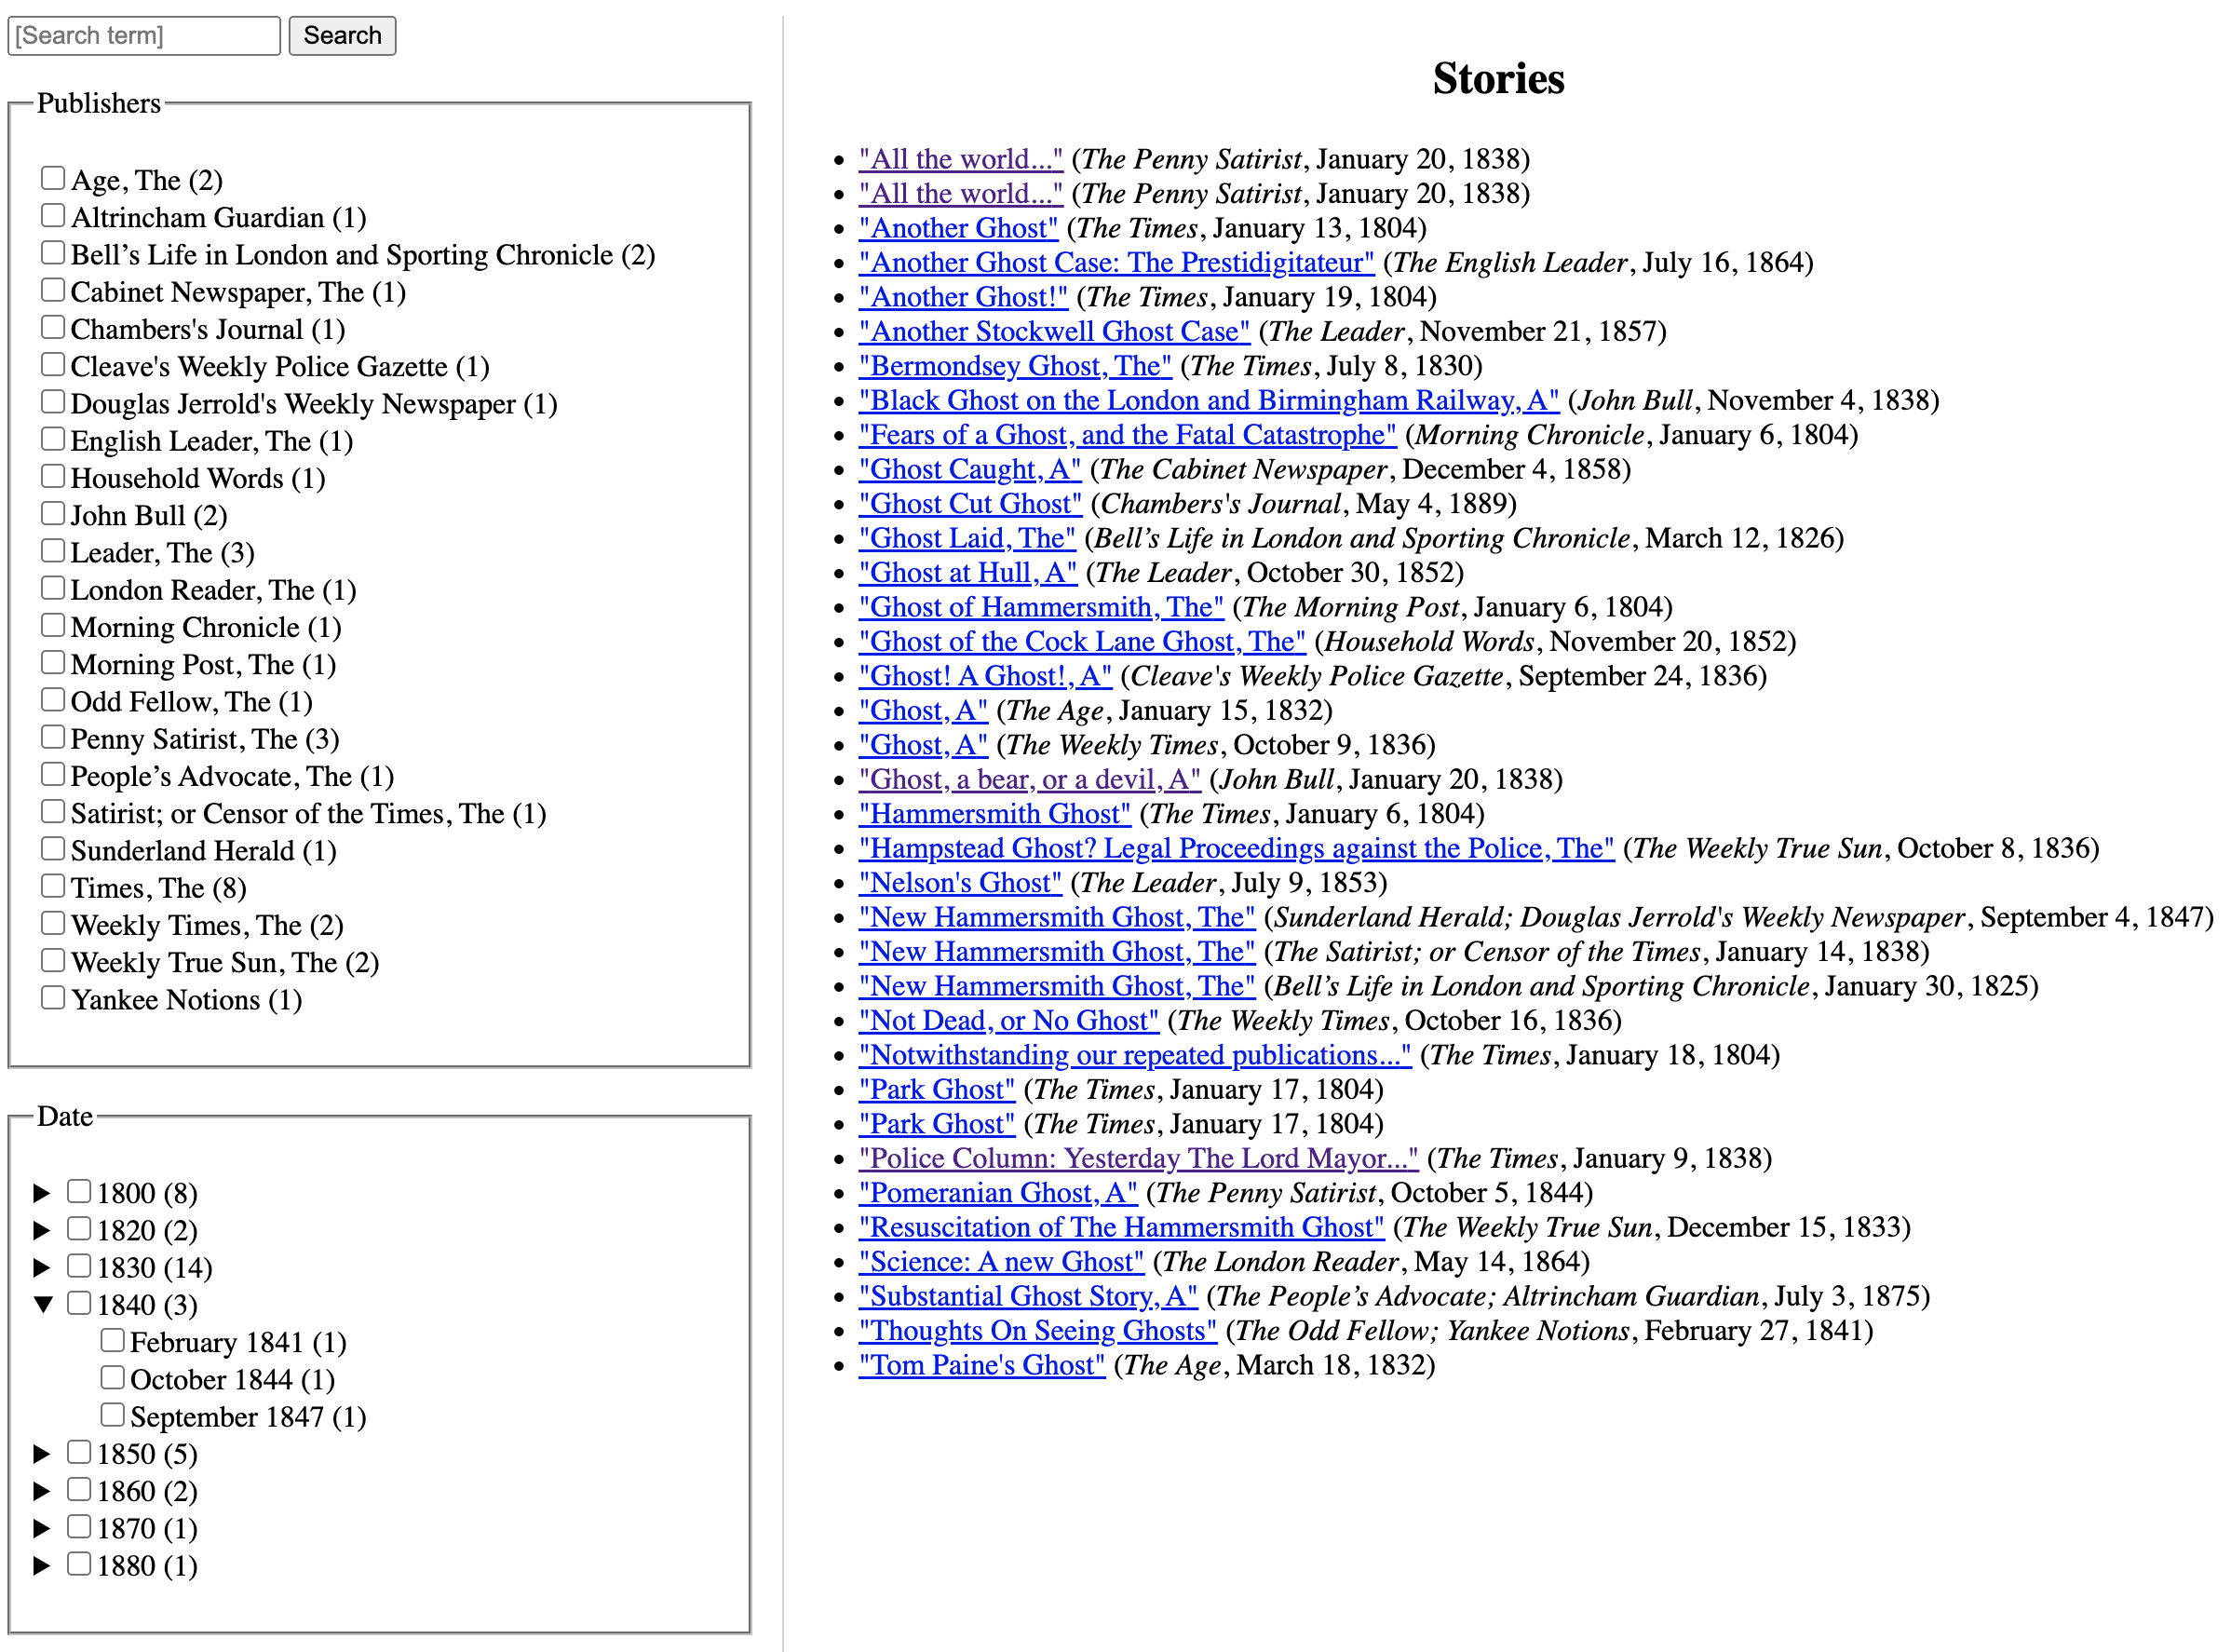 [Search term] Search
Publishers
Age, The (2)
Altrincham Guardian (1)
Bell’s Life in London and Sporting Chronicle (2)
Cabinet Newspaper, The (1)
Chambers's Journal (1)
Cleave's Weekly Police Gazette (1)
Douglas Jerrold's Weekly Newspaper (1)
English Leader, The (1)
Household Words (1)
John Bull (2)
Leader, The (3)
London Reader, The (1)
Morning Chronicle (1)
Morning Post, The (1)
Odd Fellow, The (1)
Penny Satirist, The (3)
People’s Advocate, The (1)
Satirist; or Censor of the Times, The (1)
Sunderland Herald (1)
Times, The (8)
Weekly Times, The (2)
Weekly True Sun, The (2)
Yankee Notions (1)
Date
1800 (8)
1820 (2)
1830 (14)
1840 (3)
February 1841 (1)
October 1844 (1)
September 1847 (1)
1850 (5)
1860 (2)
1870 (1)
1880 (1)
Stories
"All the world..." (The Penny Satirist, January 20, 1838)
"All the world..." (The Penny Satirist, January 20, 1838)
"Another Ghost" (The Times, January 13, 1804)
"Another Ghost Case: The Prestidigitateur" (The English Leader, July 16, 1864)
"Another Ghost!" (The Times, January 19, 1804)
"Another Stockwell Ghost Case" (The Leader, November 21, 1857)
"Bermondsey Ghost, The" (The Times, July 8, 1830)
"Black Ghost on the London and Birmingham Railway, A" (John Bull, November 4, 1838)
"Fears of a Ghost, and the Fatal Catastrophe" (Morning Chronicle, January 6, 1804)
"Ghost Caught, A" (The Cabinet Newspaper, December 4, 1858)
"Ghost Cut Ghost" (Chambers's Journal, May 4, 1889)
"Ghost Laid, The" (Bell’s Life in London and Sporting Chronicle, March 12, 1826)
"Ghost at Hull, A" (The Leader, October 30, 1852)
"Ghost of Hammersmith, The" (The Morning Post, January 6, 1804)
"Ghost of the Cock Lane Ghost, The" (Household Words, November 20, 1852)
"Ghost! A Ghost!, A" (Cleave's Weekly Police Gazette, September 24, 1836)
"Ghost, A" (The Age, January 15, 1832)
"Ghost, A" (The Weekly Times, October 9, 1836)
"Ghost, a bear, or a devil, A" (John Bull, January 20, 1838)
"Hammersmith Ghost" (The Times, January 6, 1804)
"Hampstead Ghost? Legal Proceedings against the Police, The" (The Weekly True Sun, October 8, 1836)
"Nelson's Ghost" (The Leader, July 9, 1853)
"New Hammersmith Ghost, The" (Sunderland Herald; Douglas Jerrold's Weekly Newspaper, September 4, 1847)
"New Hammersmith Ghost, The" (The Satirist; or Censor of the Times, January 14, 1838)
"New Hammersmith Ghost, The" (Bell’s Life in London and Sporting Chronicle, January 30, 1825)
"Not Dead, or No Ghost" (The Weekly Times, October 16, 1836)
"Notwithstanding our repeated publications..." (The Times, January 18, 1804)
"Park Ghost" (The Times, January 17, 1804)
"Park Ghost" (The Times, January 17, 1804)
"Police Column: Yesterday The Lord Mayor..." (The Times, January 9, 1838)
"Pomeranian Ghost, A" (The Penny Satirist, October 5, 1844)
"Resuscitation of The Hammersmith Ghost" (The Weekly True Sun, December 15, 1833)
"Science: A new Ghost" (The London Reader, May 14, 1864)
"Substantial Ghost Story, A" (The People’s Advocate; Altrincham Guardian, July 3, 1875)
"Thoughts On Seeing Ghosts" (The Odd Fellow; Yankee Notions, February 27, 1841)
"Tom Paine's Ghost" (The Age, March 18, 1832)